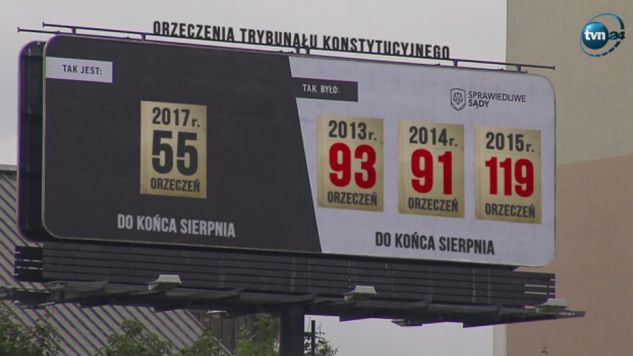 ORZECZENIA TRYBUNAŁU KONSTYTUCYJNEGO
tvn24
TAK JEST:
2017 r.
55
ORZECZEŃ
DO KOŃCA SIERPNIA
TAK BYŁO:
SPRAWIEDLIWE
SĄDY
2013 r.
93
ORZECZEŃ
2014 r.
91
ORZECZEŃ
2015 r.
119
ORZECZEŃ
DO KOŃCA SIERPNIA